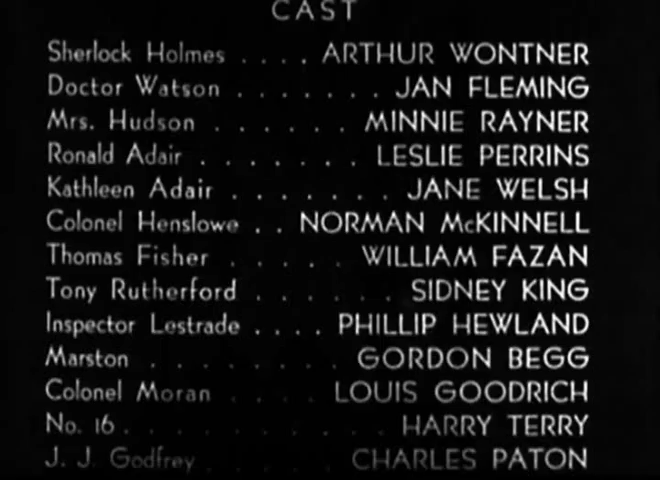 CAST
Sherlock Holmes . . . . ARTHUR WONTNER
Doctor Watson . . . . . . . JAN FLEMING
Mrs. Hudson . . . . . . MINNIE RAYNER
Ronald Adair . . . . . . . LESLIE PERRINS
Kathleen Adair . . . . . . . JANE WELSH
Colonel Henslowe . . NORMAN McKINNELL
Thomas Fisher . . . . . WILLIAM FAZAN
Tony Rutherford . . . . . . SIDNEY KING
Inspector Lestrade . . . . PHILLIP HEWLAND
Marston . . . . . . . . GORDON BEGG
Colonel Moran . . . . LOUIS GOODRICH
No. 16 . . . . . . . . . . HARRY TERRY
J. J. Godfrey . . . . . CHARLES PATON